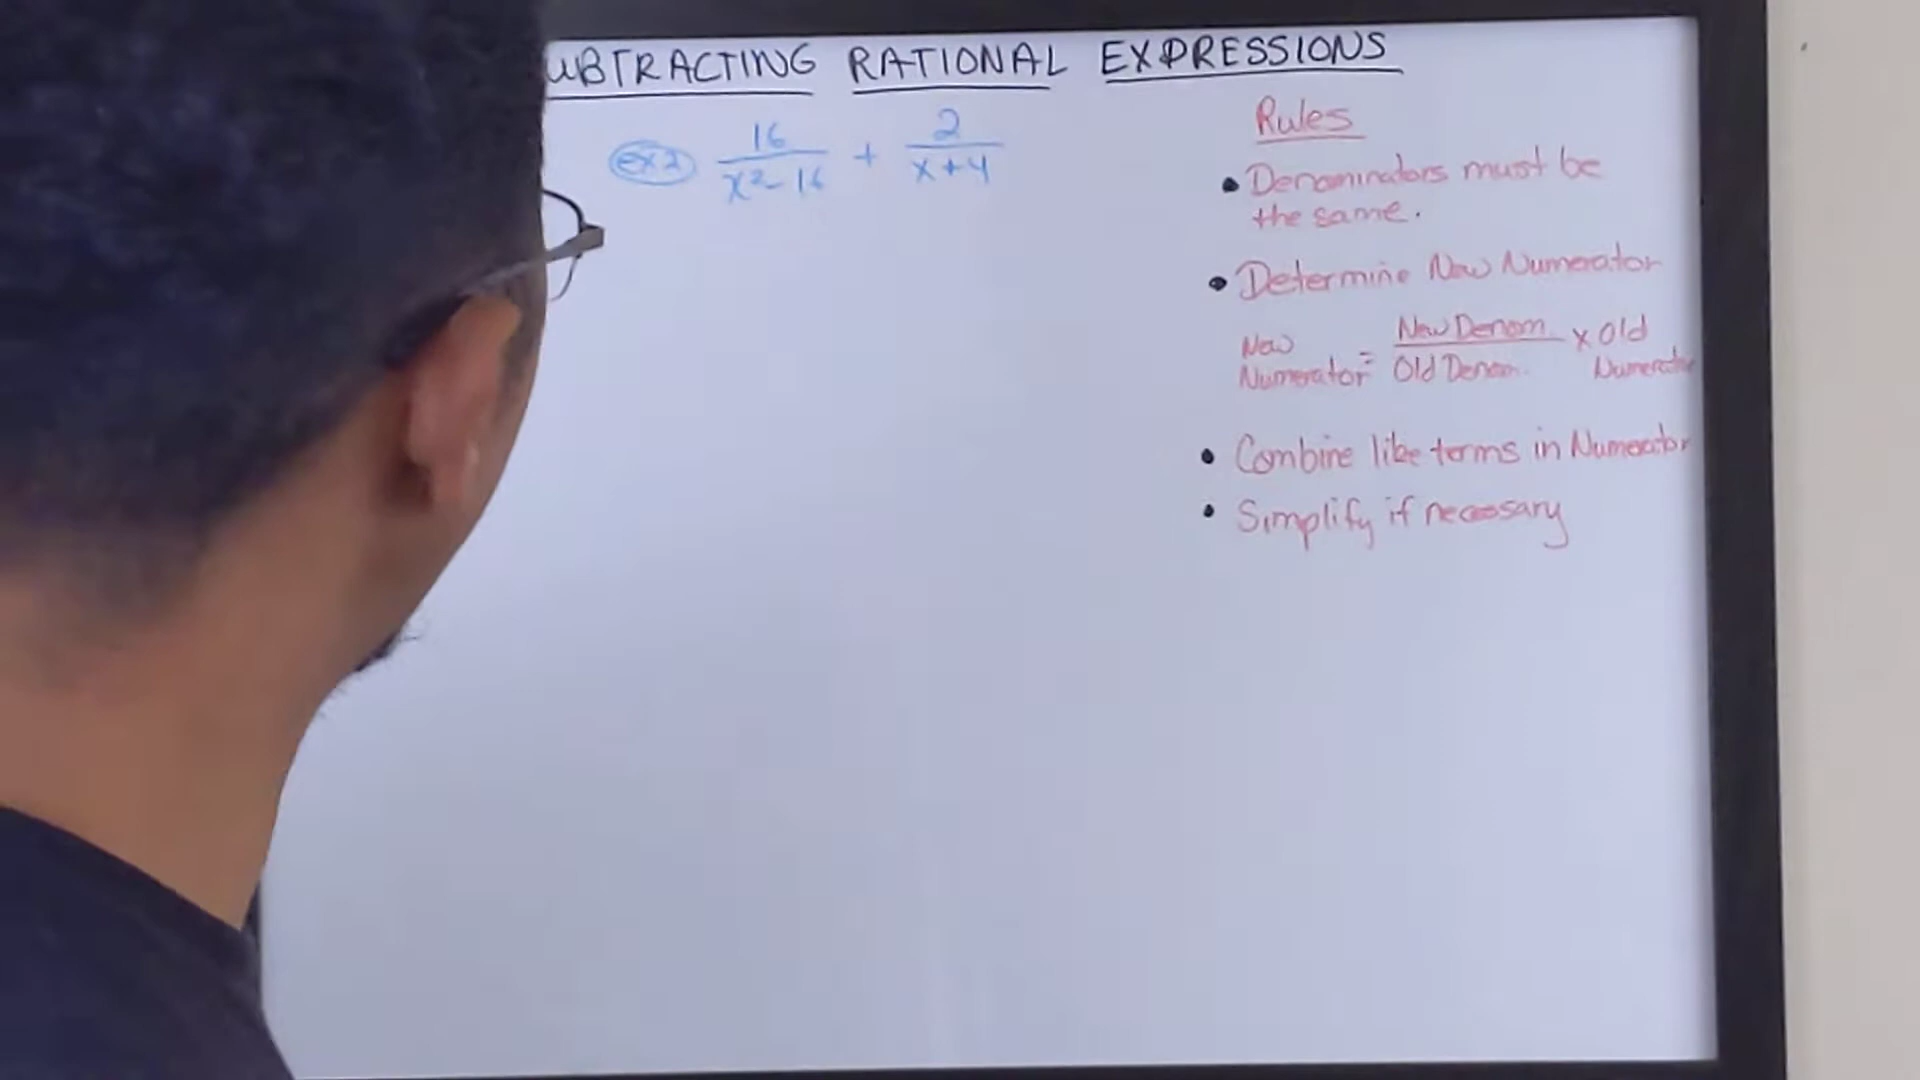 UBTRACTING RATIONAL EXPRESSIONS
ex2 16/x²-16 + 2/x+4
Rules
• Denominators must be
the same.
• Determine New Numerator
New Numerator = New Denom./Old Denom. x Old Numerator
• Combine like terms in Numerator
• Simplify if necessary